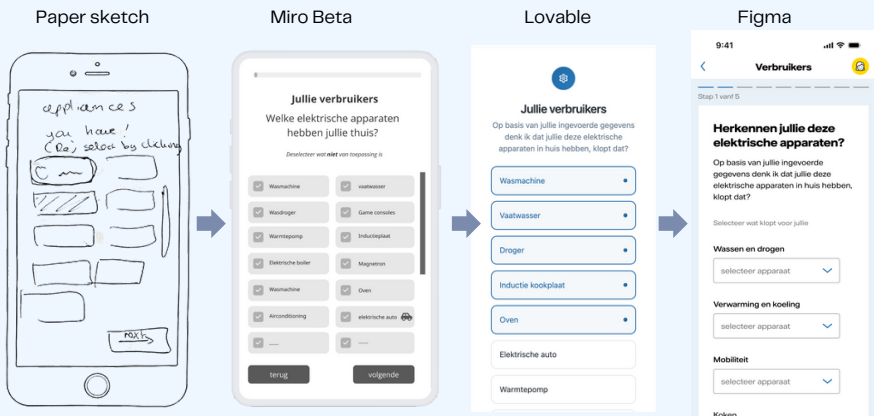 Paper sketch
Miro Beta
Lovable
Figma
appliances
you have!
(De) select by clicking
next
Jullie verbruikers
Welke elektrische apparaten
hebben jullie thuis?
Deselecteer wat niet van toepassing is
Wasmachine
vaatwasser
Wasdroger
Game consoles
Warmtepomp
Inductieplaat
Elektrische boiler
Magnetron
Wasmachine
Oven
Airconditioning
elektrische auto
terug
volgende
Jullie verbruikers
Op basis van jullie ingevoerde gegevens
denk ik dat jullie deze elektrische
apparaten in huis hebben, klopt dat?
Wasmachine
Vaatwasser
Droger
Inductie kookplaat
Oven
Elektrische auto
Warmtepomp
9:41
Verbruikers
Stap 1 vanf 5
Herkennen jullie deze
elektrische apparaten?
Op basis van jullie ingevoerde
gegevens denk ik dat jullie deze
elektrische apparaten in huis hebben,
klopt dat?
Selecteer wat klopt voor jullie
Wassen en drogen
selecteer apparaat
Verwarming en koeling
selecteer apparaat
Mobiliteit
selecteer apparaat
Koken